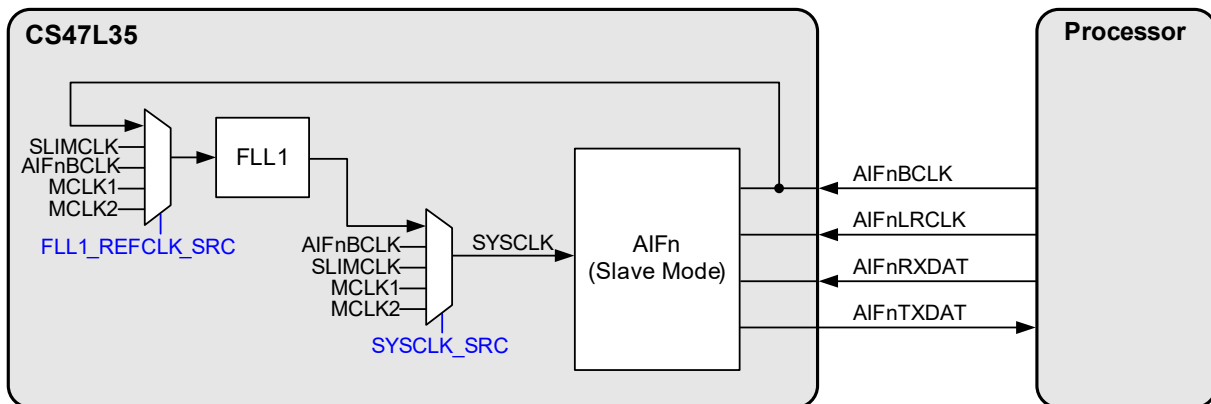 CS47L35
Processor
SLIMCLK
AIFnBCLK
MCLK1
MCLK2
FLL1_REFCLK_SRC
FLL1
AIFnBCLK
SLIMCLK
MCLK1
MCLK2
SYSCLK_SRC
SYSCLK
AIFn
(Slave Mode)
AIFnBCLK
AIFnLRCLK
AIFnRXDAT
AIFnTXDAT